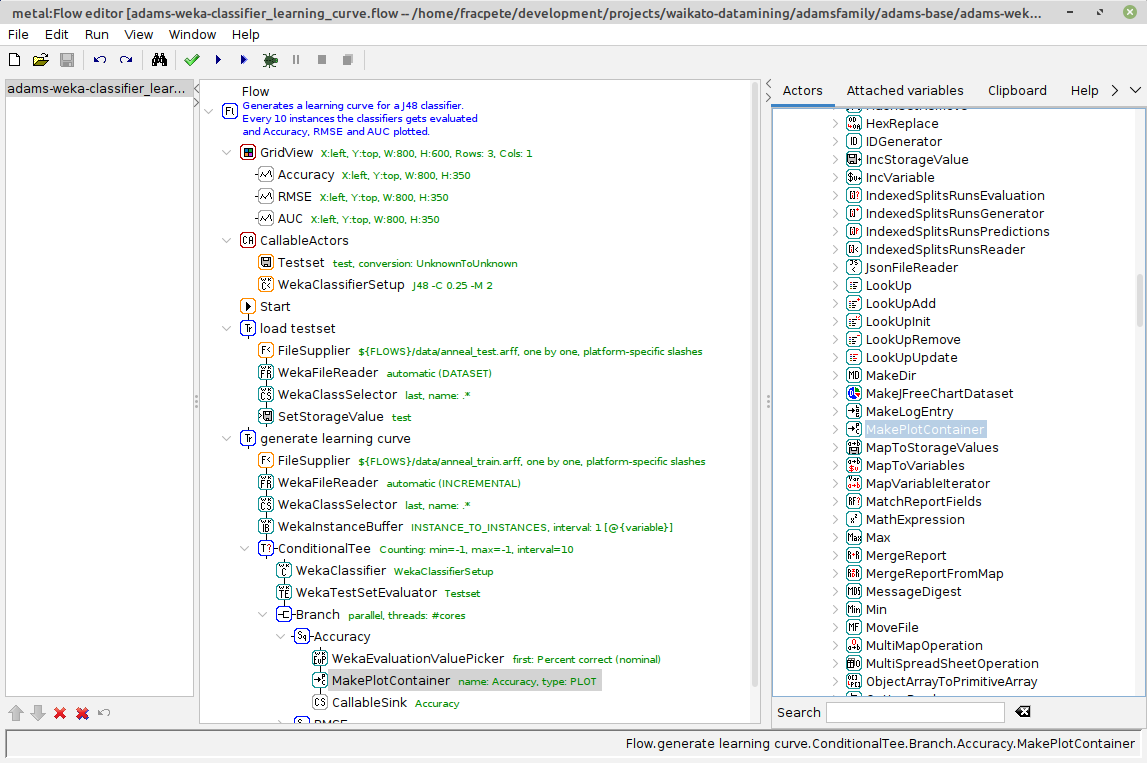 metal:Flow editor [adams-weka-classifier_learning_curve.flow -- /home/fracpete/development/projects/waikato-datamining/adamsfamily/adams-base/adams-wek...
File Edit Run View Window Help
adams-weka-classifier_lear...
Flow
Generates a learning curve for a J48 classifier.
Every 10 instances the classifiers gets evaluated
and Accuracy, RMSE and AUC plotted.
GridView X:left, Y:top, W:800, H:600, Rows: 3, Cols: 1
Accuracy X:left, Y:top, W:800, H:350
RMSE X:left, Y:top, W:800, H:350
AUC X:left, Y:top, W:800, H:350
CallableActors
Testset test, conversion: UnknownToUnknown
WekaClassifierSetup J48 -C 0.25 -M 2
Start
load testset
FileSupplier ${FLOWS}/data/anneal_test.arff, one by one, platform-specific slashes
WekaFileReader automatic (DATASET)
WekaClassSelector last, name: .*
SetStorageValue test
generate learning curve
FileSupplier ${FLOWS}/data/anneal_train.arff, one by one, platform-specific slashes
WekaFileReader automatic (INCREMENTAL)
WekaClassSelector last, name: .*
WekaInstanceBuffer INSTANCE_TO_INSTANCES, interval: 1 [@{variable}]
ConditionalTee Counting: min=-1, max=-1, interval=10
WekaClassifier WekaClassifierSetup
WekaTestSetEvaluator Testset
Branch parallel, threads: #cores
Accuracy
WekaEvaluationValuePicker first: Percent correct (nominal)
MakePlotContainer name: Accuracy, type: PLOT
CallableSink Accuracy
RMSE
Actors Attached variables Clipboard Help
HexReplace
IDGenerator
IncStorageValue
IncVariable
IndexedSplitsRunsEvaluation
IndexedSplitsRunsGenerator
IndexedSplitsRunsPredictions
IndexedSplitsRunsReader
JsonFileReader
LookUp
LookUpAdd
LookUpInit
LookUpRemove
LookUpUpdate
MakeDir
MakeJFreeChartDataset
MakeLogEntry
MakePlotContainer
MapToStorageValues
MapToVariables
MapVariableIterator
MatchReportFields
MathExpression
Max
MergeReport
MergeReportFromMap
MessageDigest
Min
MoveFile
MultiMapOperation
MultiSpreadSheetOperation
ObjectArrayToPrimitiveArray
Search
Flow.generate learning curve.ConditionalTee.Branch.Accuracy.MakePlotContainer